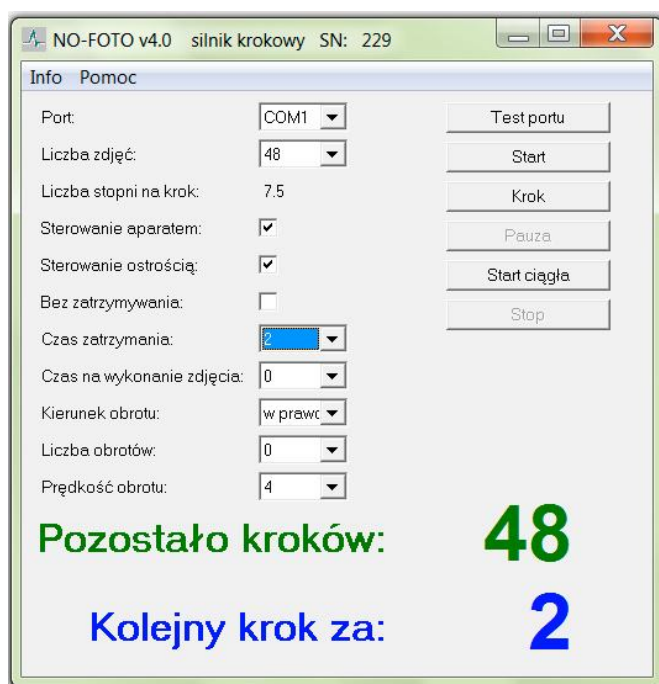 NO-FOTO v4.0 silnik krokowy SN: 229
Info Pomoc
Port: COM1 Test portu
Liczba zdjęć: 48 Start
Liczba stopni na krok: 7.5 Krok
Sterowanie aparatem: Pauza
Sterowanie ostrością: Start ciągła
Bez zatrzymywania: Stop
Czas zatrzymania: 2
Czas na wykonanie zdjęcia: 0
Kierunek obrotu: w prawo
Liczba obrotów: 0
Prędkość obrotu: 4
Pozostało kroków: 48
Kolejny krok za: 2